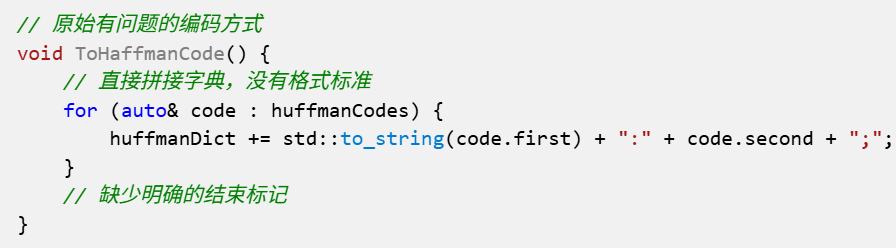 // 原始有问题的编码方式
void ToHaffmanCode() {
    // 直接拼接字典，没有格式标准
    for (auto& code : huffmanCodes) {
        huffmanDict += std::to_string(code.first) + ":" + code.second + ";";
    }
    // 缺少明确的结束标记
}